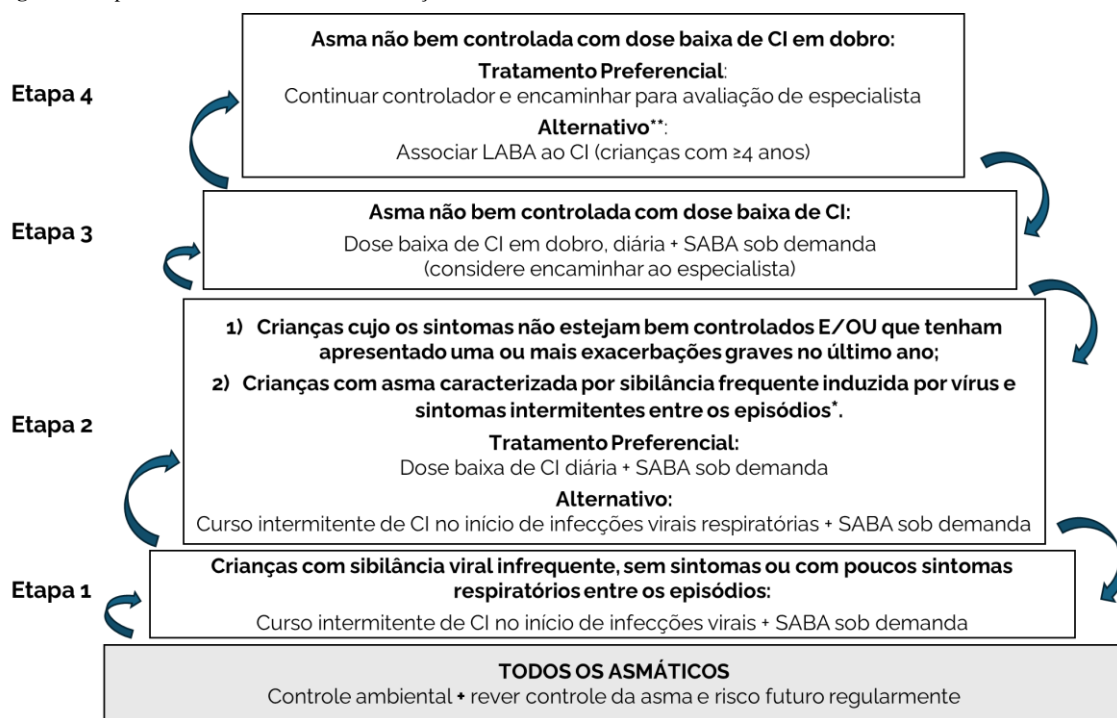 Asma não bem controlada com dose baixa de CI em dobro:
Tratamento Preferencial:
Etapa 4
Continuar controlador e encaminhar para avaliação de especialista
Alternativo**:
Associar LABA ao CI (crianças com ≥4 anos)
Asma não bem controlada com dose baixa de CI:
Etapa 3
Dose baixa de CI em dobro, diária + SABA sob demanda
(considere encaminhar ao especialista)
1) Crianças cujo os sintomas não estejam bem controlados E/OU que tenham
apresentado uma ou mais exacerbações graves no último ano;
2) Crianças com asma caracterizada por sibilância frequente induzida por vírus e
sintomas intermitentes entre os episódios*.
Etapa 2
Tratamento Preferencial:
Dose baixa de CI diária + SABA sob demanda
Alternativo:
Curso intermitente de CI no início de infecções virais respiratórias + SABA sob demanda
Crianças com sibilância viral infrequente, sem sintomas ou com poucos sintomas
respiratórios entre os episódios:
Etapa 1
Curso intermitente de CI no início de infecções virais + SABA sob demanda
TODOS OS ASMÁTICOS
Controle ambiental + rever controle da asma e risco futuro regularmente